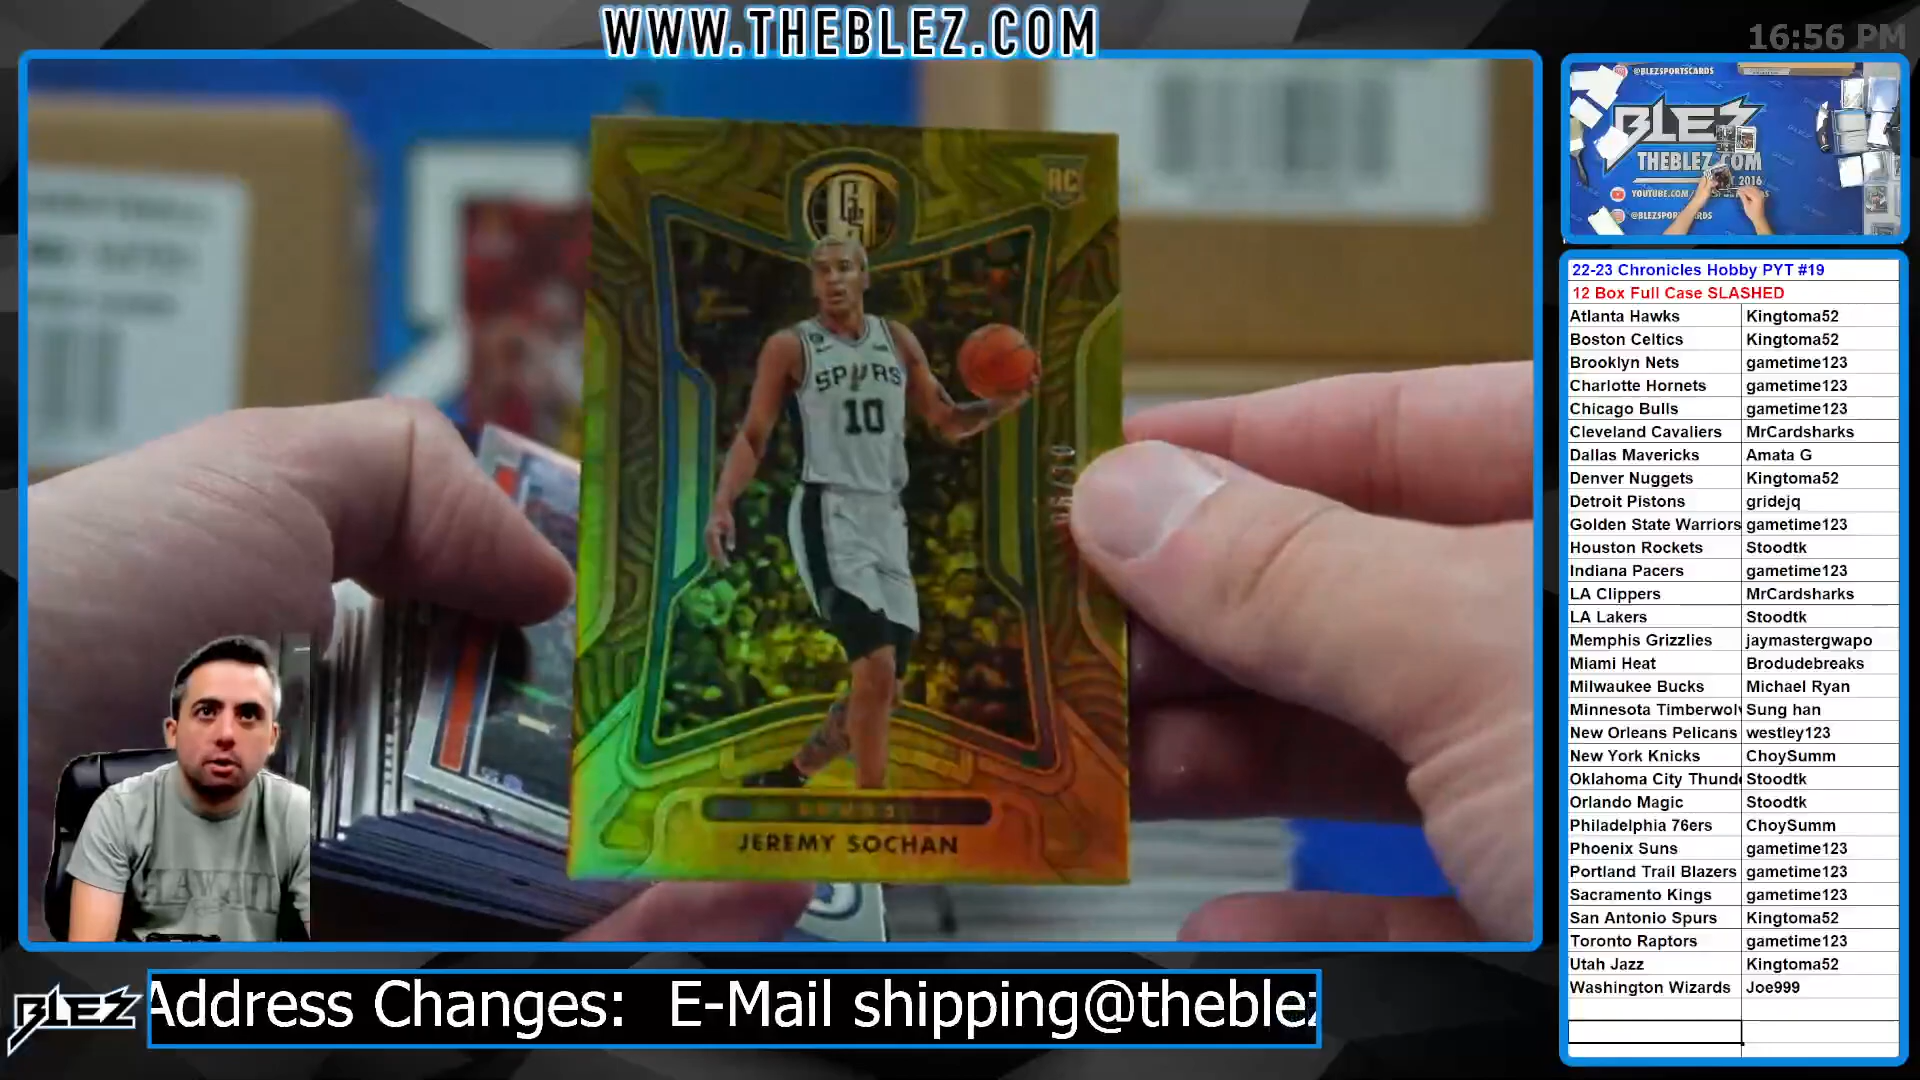 WWW.THEBLEZ.COM
16:56 PM
RC
SPURS
10
JEREMY SOCHAN
HAWAII
@BLEZSPORTSCARDS
BLEZ
THEBLEZ.COM
2016
YOUTUBE.COM/
22-23 Chronicles Hobby PYT #19
12 Box Full Case SLASHED
Atlanta Hawks Kingtoma52
Boston Celtics Kingtoma52
Brooklyn Nets gametime123
Charlotte Hornets gametime123
Chicago Bulls gametime123
Cleveland Cavaliers MrCardsharks
Dallas Mavericks Amata G
Denver Nuggets Kingtoma52
Detroit Pistons gridejq
Golden State Warriors gametime123
Houston Rockets Stoodtk
Indiana Pacers gametime123
LA Clippers MrCardsharks
LA Lakers Stoodtk
Memphis Grizzlies jaymastergwapo
Miami Heat Brodudebreaks
Milwaukee Bucks Michael Ryan
Minnesota Timberwolv Sung han
New Orleans Pelicans westley123
New York Knicks ChoySumm
Oklahoma City Thunde Stoodtk
Orlando Magic Stoodtk
Philadelphia 76ers ChoySumm
Phoenix Suns gametime123
Portland Trail Blazers gametime123
Sacramento Kings gametime123
San Antonio Spurs Kingtoma52
Toronto Raptors gametime123
Utah Jazz Kingtoma52
Washington Wizards Joe999
BLEZ
Address Changes: E-Mail shipping@theblez